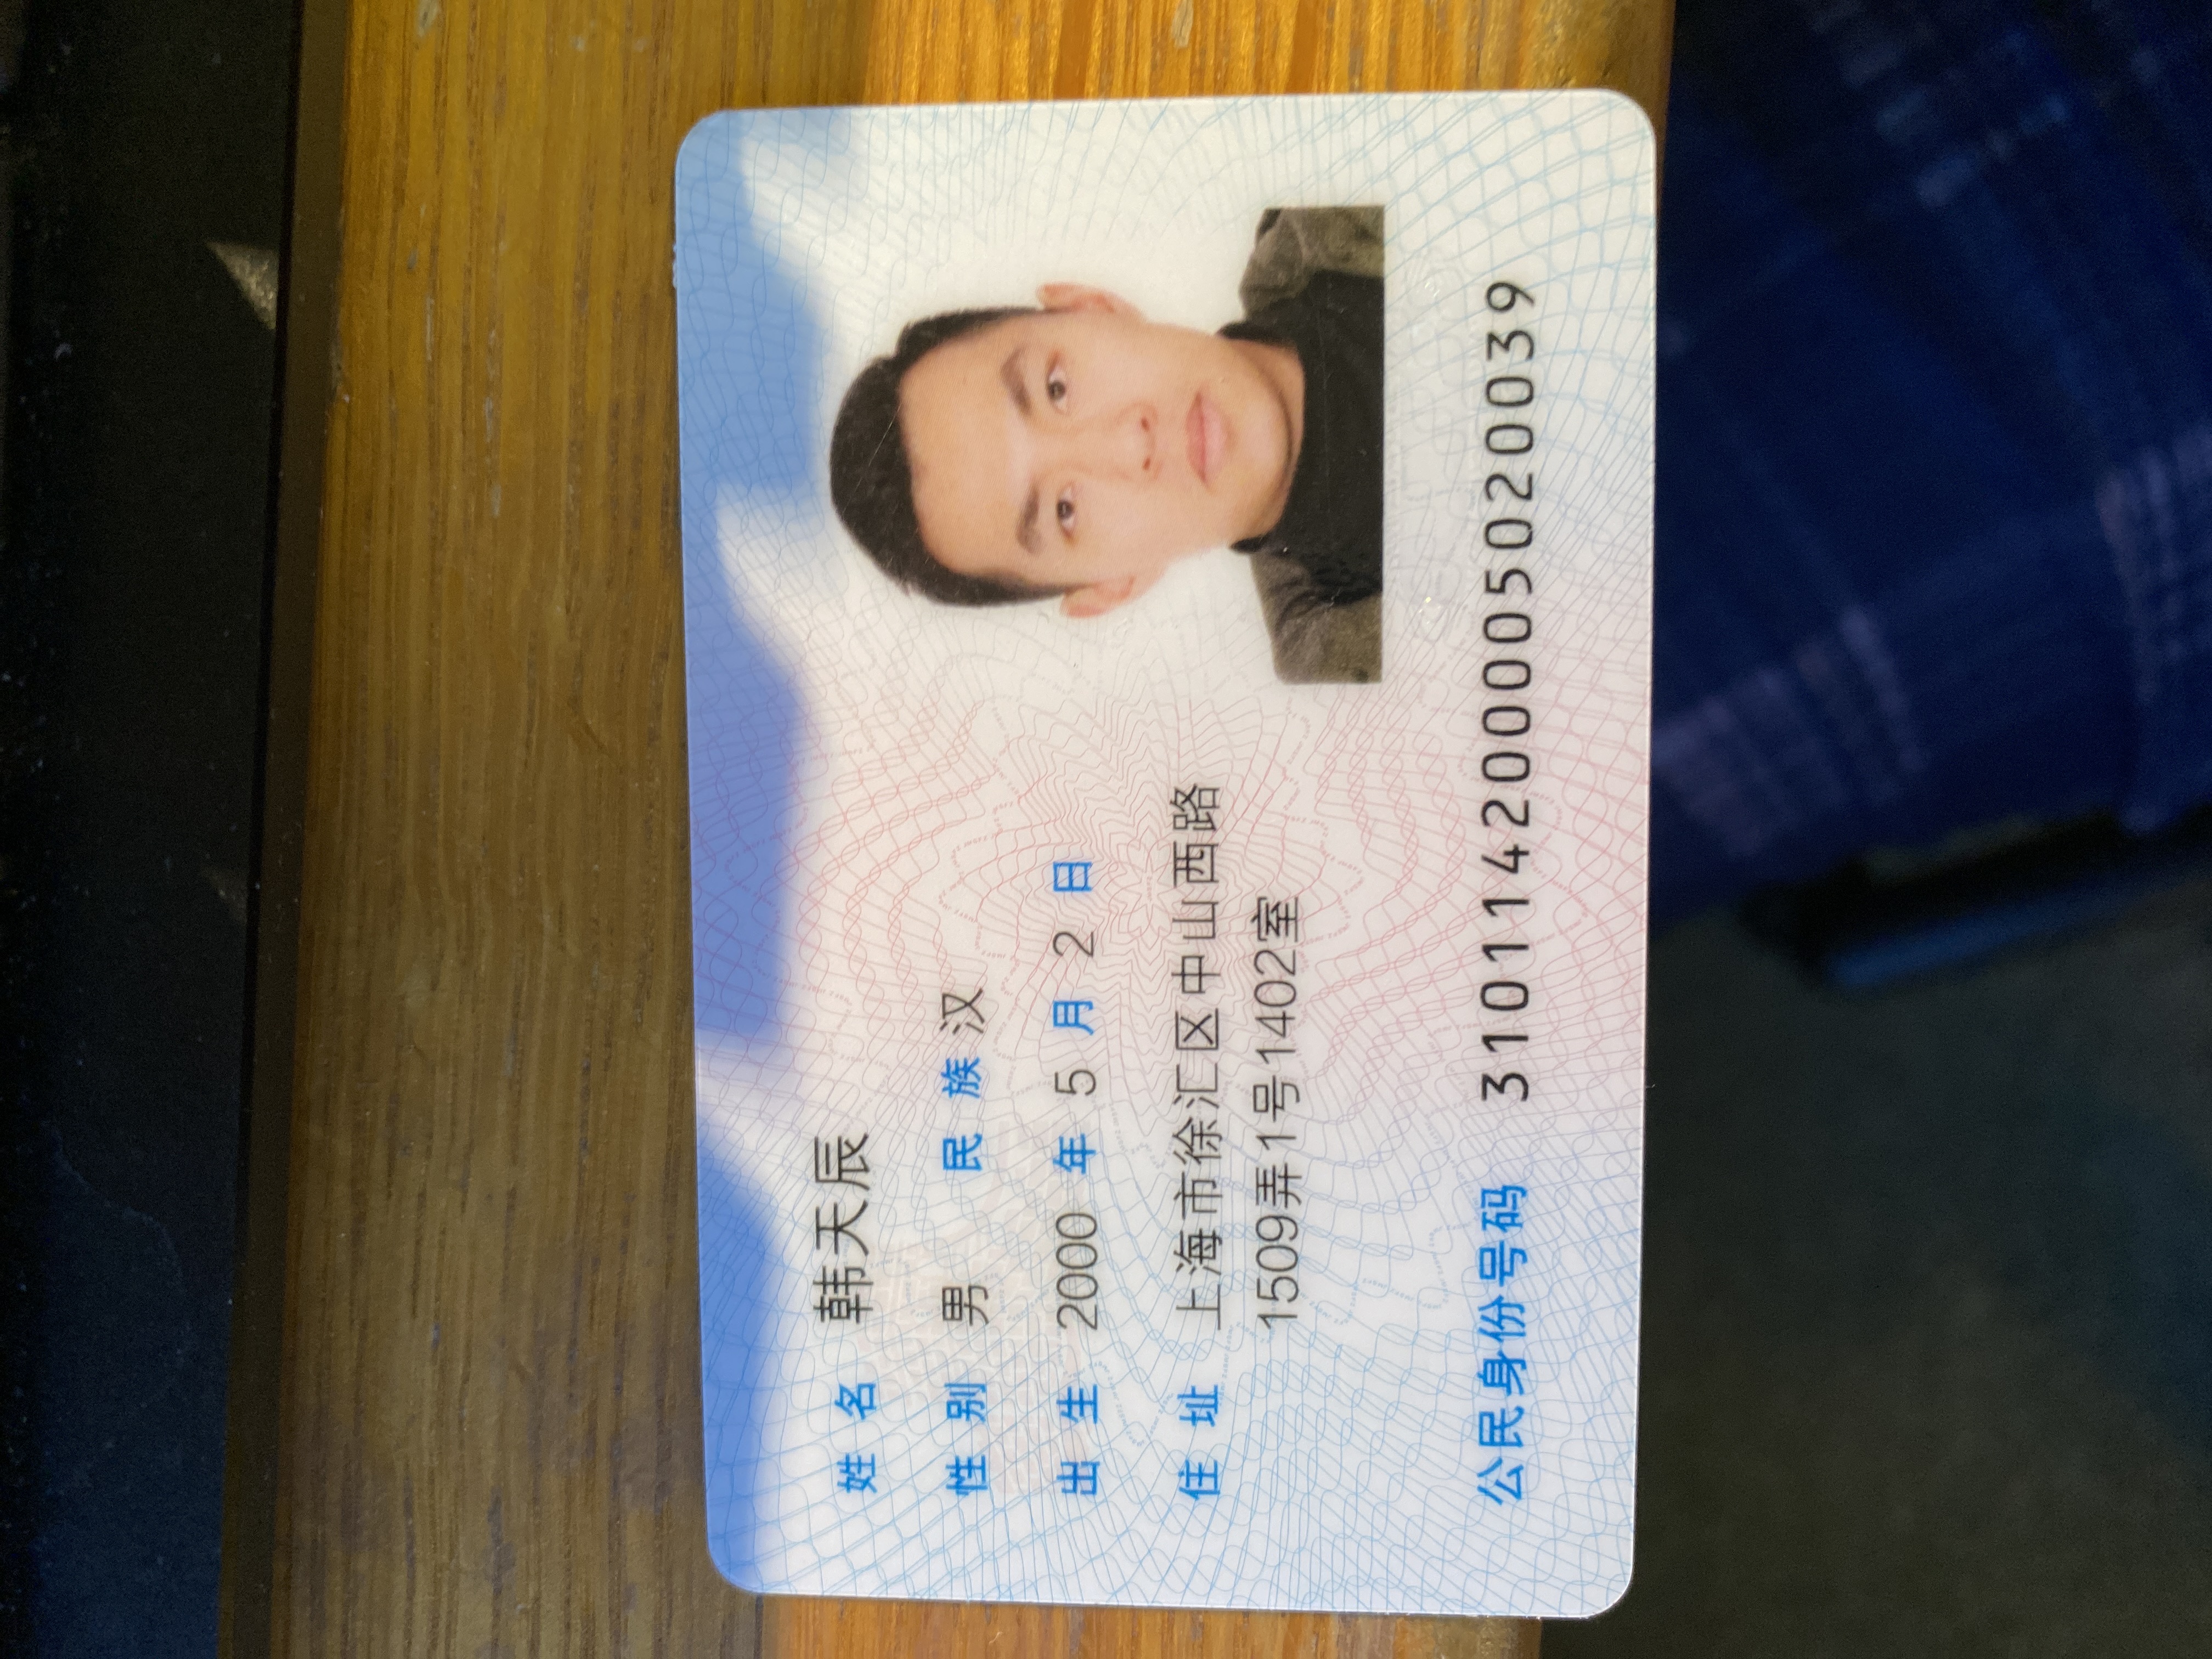 姓名 韩天辰
性别 男 民族 汉
出生 2000 年 5 月 2 日
住址 上海市徐汇区中山西路
1509弄1号1402室
公民身份号码 310114200005020039